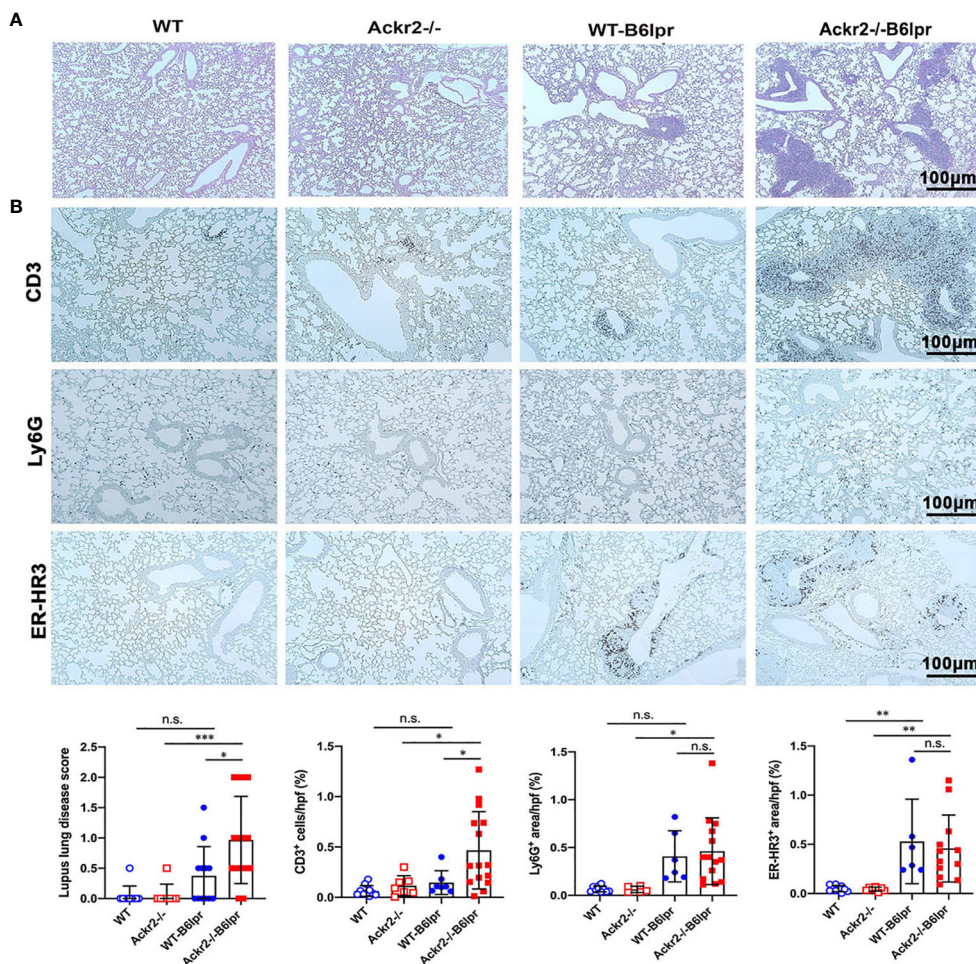 A
WT
Ackr2-/-
WT-B6lpr
Ackr2-/-B6lpr
100µm
B
CD3
100µm
Ly6G
100µm
ER-HR3
100µm
n.s.
***
*
Lupus lung disease score
2.5
2.0
1.5
1.0
0.5
0.0
WT
Ackr2-/-
WT-B6lpr
Ackr2-/-B6lpr
n.s.
*
*
CD3⁺ cells/hpf (%)
1.5
1.0
0.5
0.0
WT
Ackr2-/-
WT-B6lpr
Ackr2-/-B6lpr
n.s.
*
n.s.
Ly6G⁺ area/hpf (%)
1.5
1.0
0.5
0.0
WT
Ackr2-/-
WT-B6lpr
Ackr2-/-B6lpr
**
**
n.s.
ER-HR3⁺ area/hpf (%)
1.5
1.0
0.5
0.0
WT
Ackr2-/-
WT-B6lpr
Ackr2-/-B6lpr